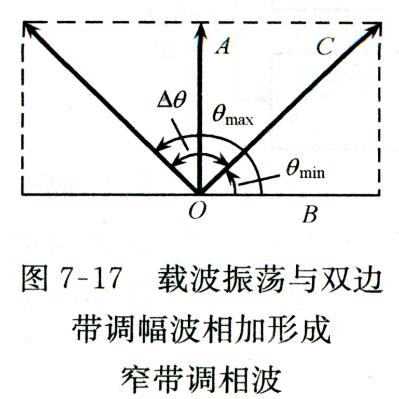 A
C
Δθ
θmax
θmin
O
B
图 7-17 载波振荡与双边
带调幅波相加形成
窄带调相波